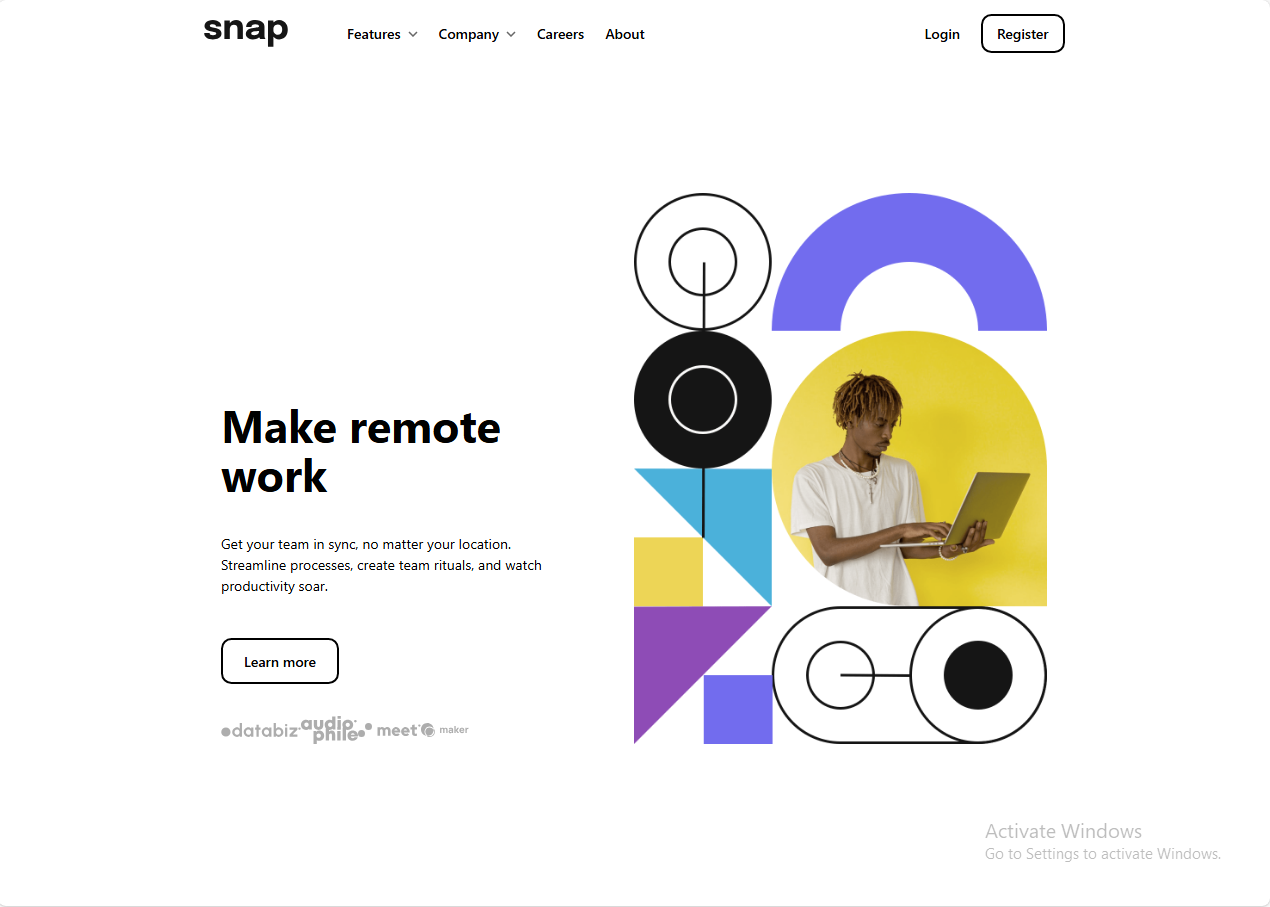 snap
Features
Company
Careers
About
Login
Register
Make remote
work
Get your team in sync, no matter your location.
Streamline processes, create team rituals, and watch
productivity soar.
Learn more
databiz
audio
phile
meet
maker
Activate Windows
Go to Settings to activate Windows.